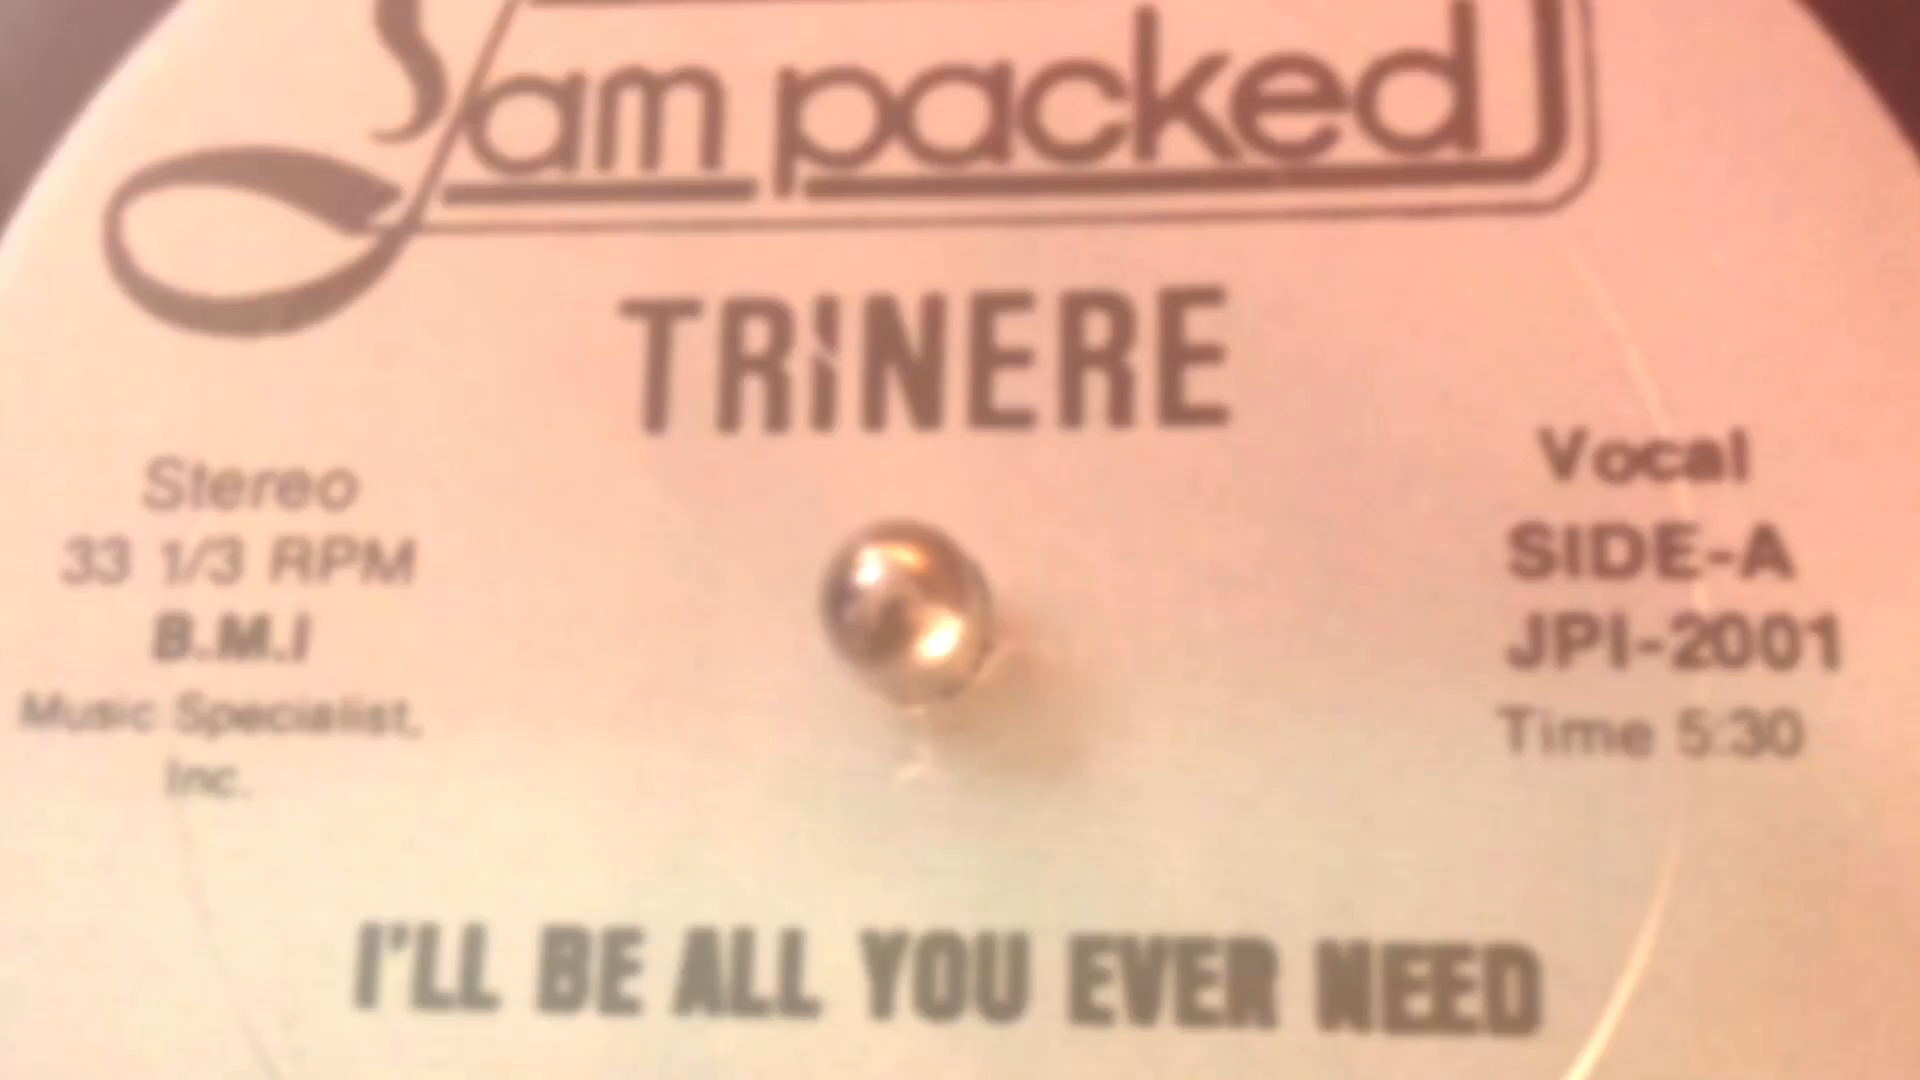 Jam packed
TRINERE
Stereo
33 1/3 RPM
B.M.I
Music Specialist,
Inc.
Vocal
SIDE-A
JPI-2001
Time 5:30
I'LL BE ALL YOU EVER NEED